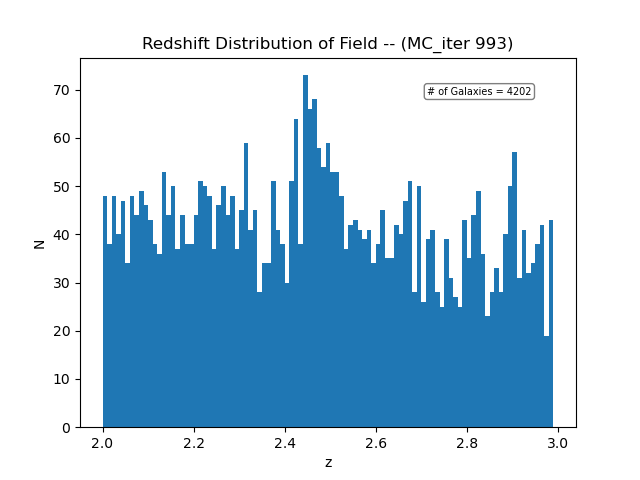 Redshift Distribution of Field -- (MC_iter 993)
# of Galaxies = 4202
70
60
50
40
30
20
10
0
N
2.0 2.2 2.4 2.6 2.8 3.0
z